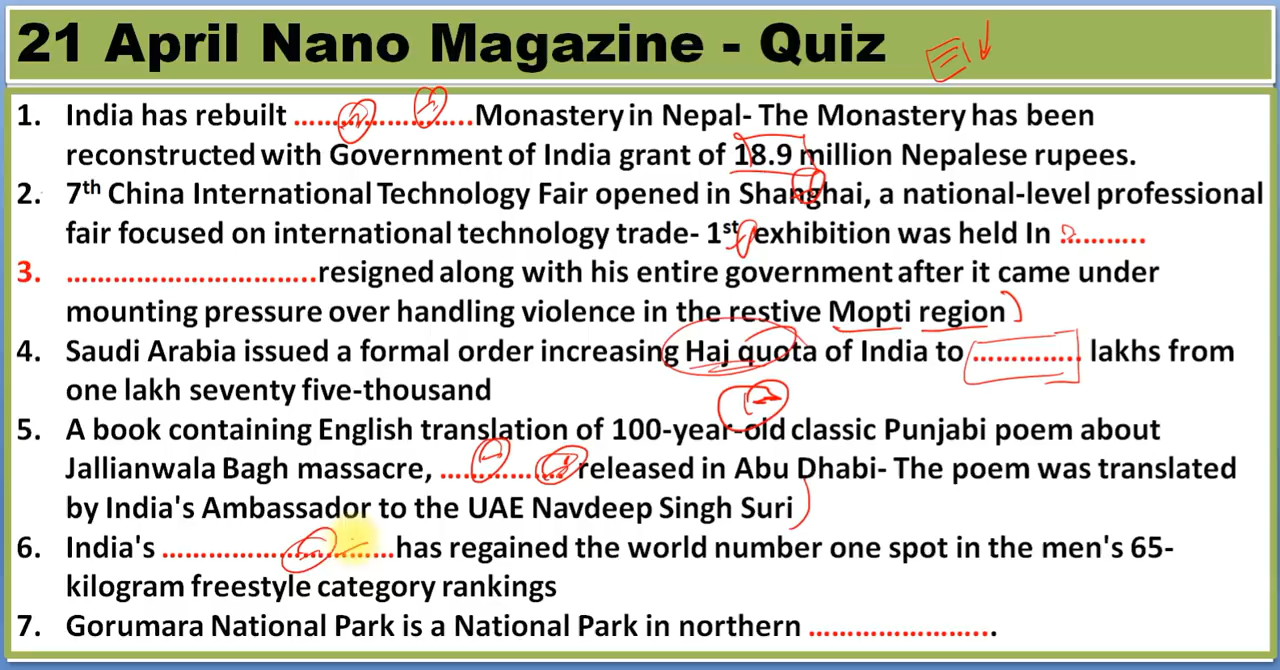 21 April Nano Magazine - Quiz
1. India has rebuilt ........................Monastery in Nepal- The Monastery has been
reconstructed with Government of India grant of 18.9 million Nepalese rupees.
2. 7th China International Technology Fair opened in Shanghai, a national-level professional
fair focused on international technology trade- 1st exhibition was held In ...........
3. .................................resigned along with his entire government after it came under
mounting pressure over handling violence in the restive Mopti region
4. Saudi Arabia issued a formal order increasing Haj quota of India to .............. lakhs from
one lakh seventy five-thousand
5. A book containing English translation of 100-year-old classic Punjabi poem about
Jallianwala Bagh massacre, .................released in Abu Dhabi- The poem was translated
by India's Ambassador to the UAE Navdeep Singh Suri
6. India's ..............................has regained the world number one spot in the men's 65-
kilogram freestyle category rankings
7. Gorumara National Park is a National Park in northern .......................